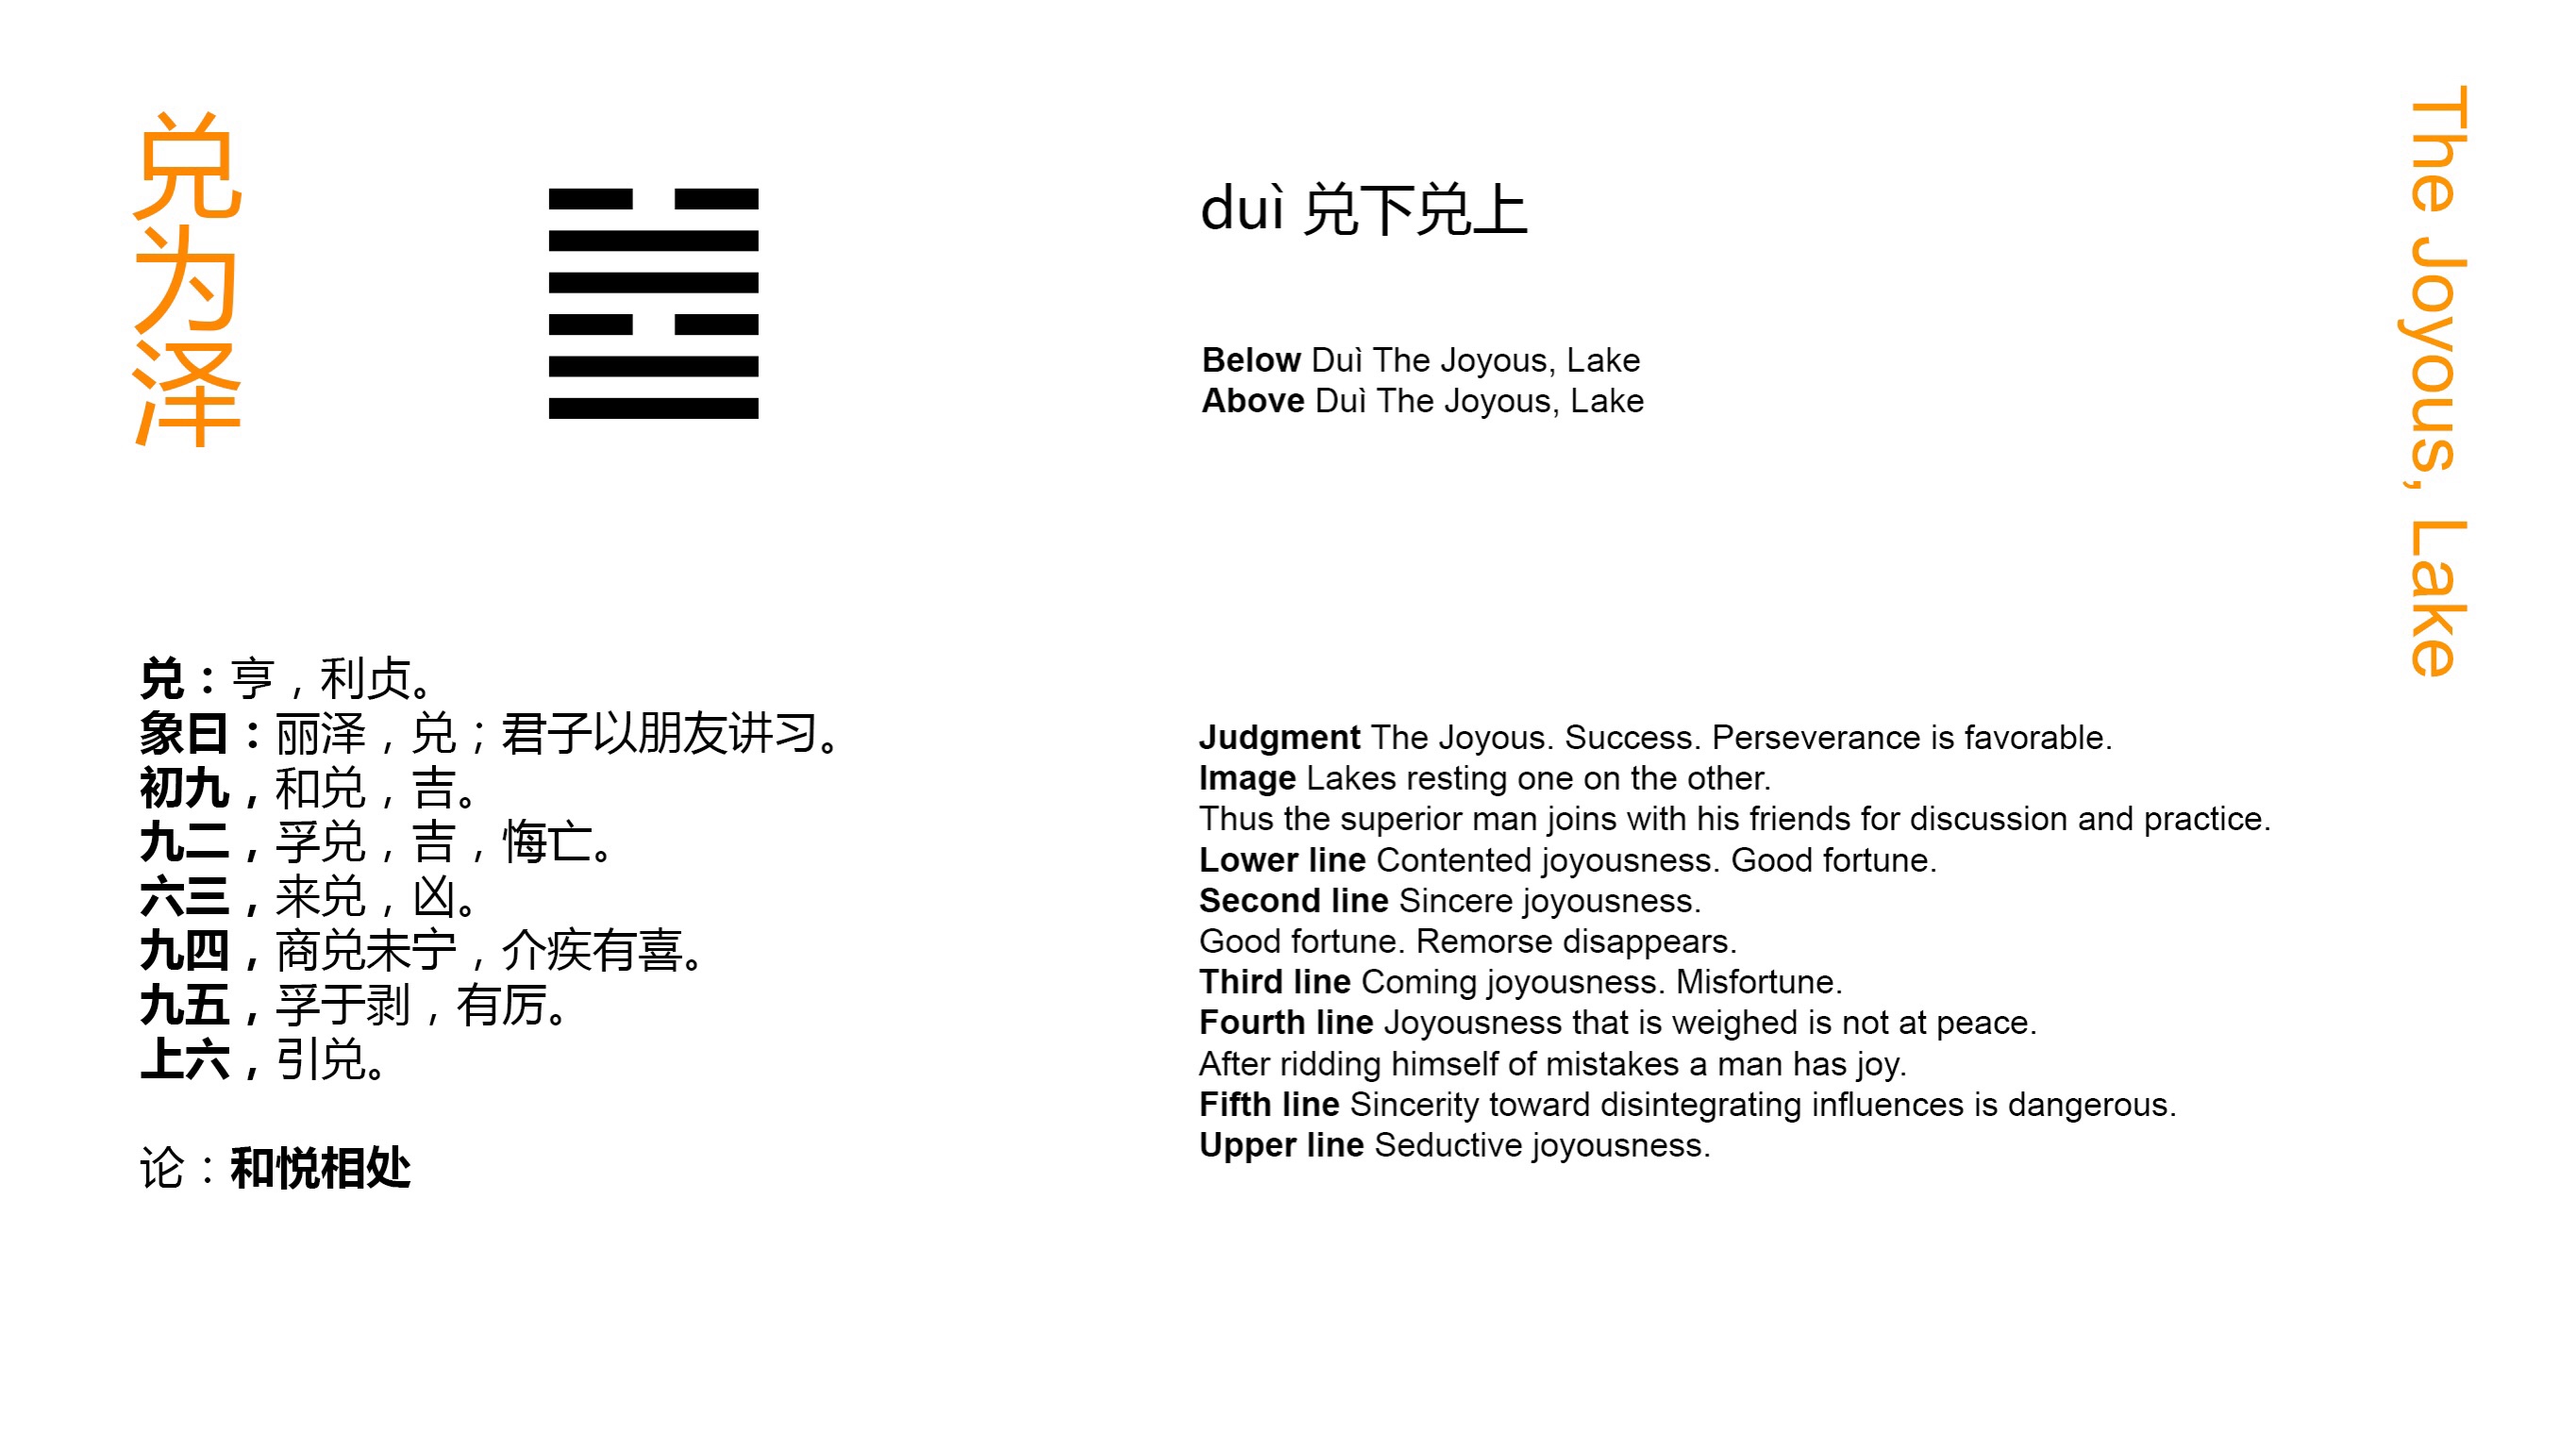 兑为泽
duì 兑下兑上
Below Duì The Joyous, Lake
Above Duì The Joyous, Lake
The Joyous, Lake
兑：亨，利贞。
象曰：丽泽，兑；君子以朋友讲习。
初九，和兑，吉。
九二，孚兑，吉，悔亡。
六三，来兑，凶。
九四，商兑未宁，介疾有喜。
九五，孚于剥，有厉。
上六，引兑。
论：和悦相处
Judgment The Joyous. Success. Perseverance is favorable.
Image Lakes resting one on the other.
Thus the superior man joins with his friends for discussion and practice.
Lower line Contented joyousness. Good fortune.
Second line Sincere joyousness.
Good fortune. Remorse disappears.
Third line Coming joyousness. Misfortune.
Fourth line Joyousness that is weighed is not at peace.
After ridding himself of mistakes a man has joy.
Fifth line Sincerity toward disintegrating influences is dangerous.
Upper line Seductive joyousness.